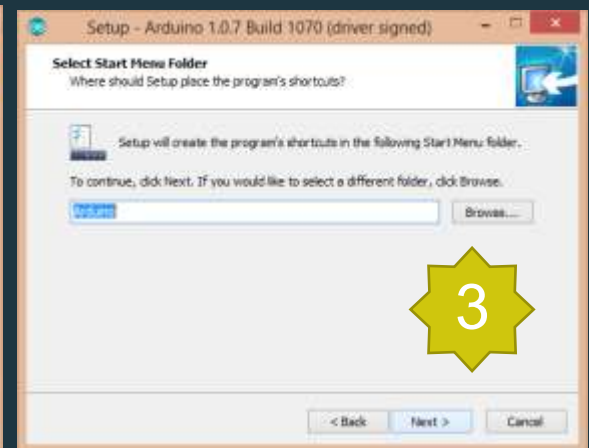 Setup - Arduino 1.0.7 Build 1070 (driver signed)
Select Start Menu Folder
Where should Setup place the program's shortcuts?
Setup will create the program's shortcuts in the following Start Menu folder.
To continue, click Next. If you would like to select a different folder, click Browse.
Arduino
Browse...
3
< Back
Next >
Cancel